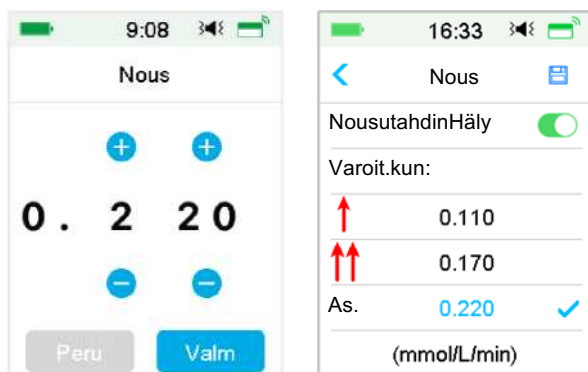 9:08
Nous
0. 2 20
Peru
Valm
16:33
Nous
NousutahdinHäly
Varoit.kun:
0.110
0.170
As. 0.220
(mmol/L/min)